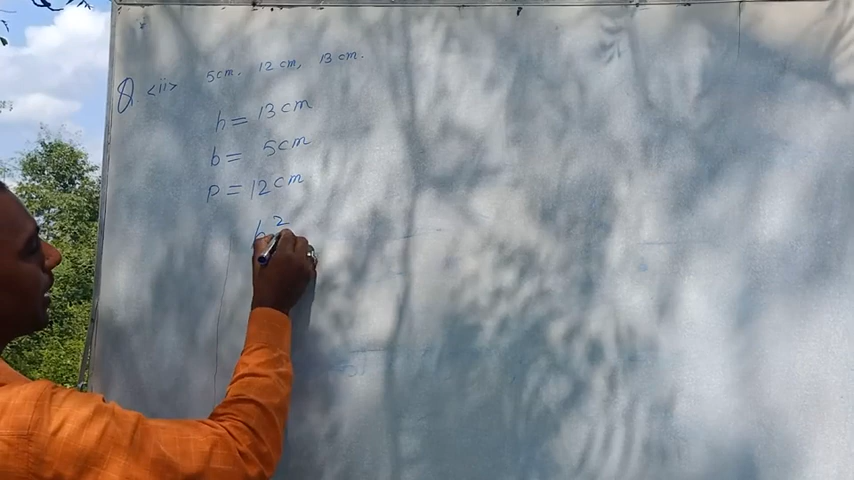 Q <ii> 5cm. 12 cm, 13 cm.
h = 13 cm
b = 5cm
p = 12 cm
h²